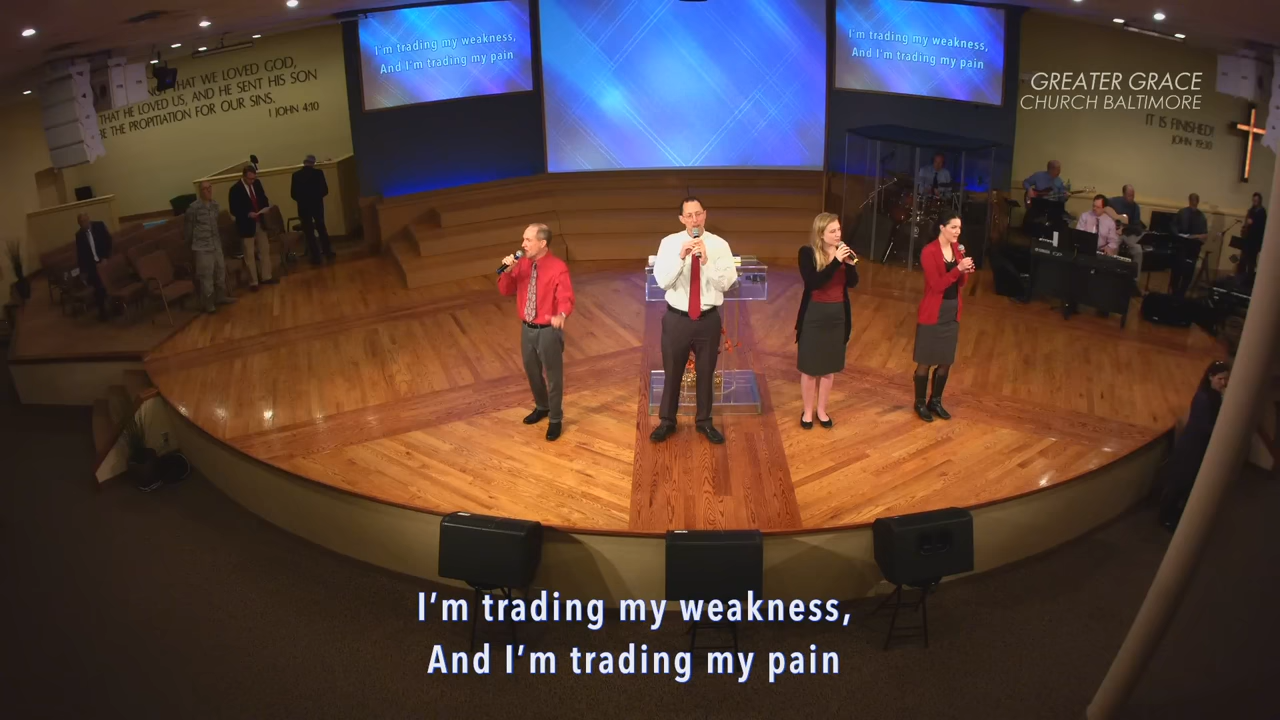 I'm trading my weakness,
And I'm trading my pain
I'm trading my weakness,
And I'm trading my pain
THAT WE LOVED GOD,
THAT HE LOVED US, AND HE SENT HIS SON
BE THE PROPITIATION FOR OUR SINS.
I JOHN 4:10
GREATER GRACE
CHURCH BALTIMORE
IT IS FINISHED!
JOHN 19:30
I'm trading my weakness,
And I'm trading my pain